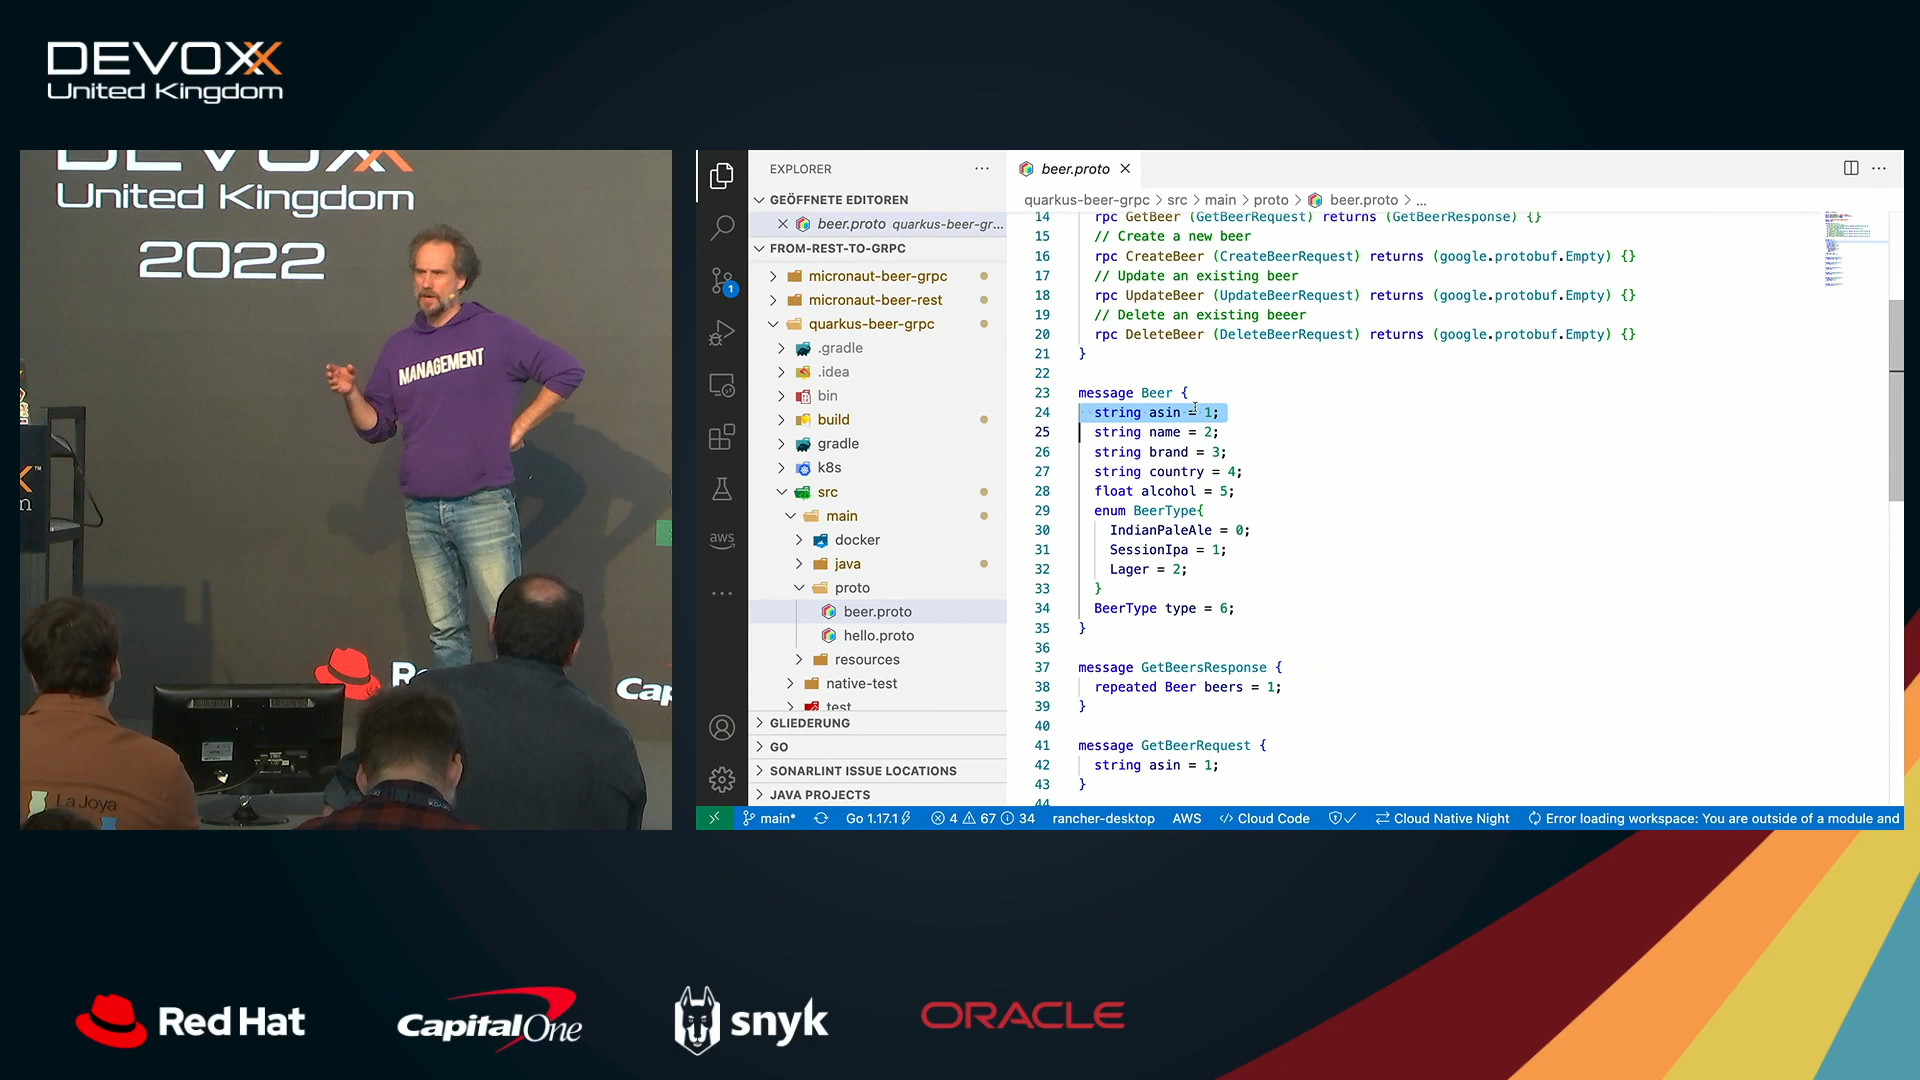 DEVOXX
United Kingdom
DEVOXX
United Kingdom
2022
MANAGEMENT
La Joya
EXPLORER
GEÖFFNETE EDITOREN
beer.proto quarkus-beer-gr...
FROM-REST-TO-GRPC
micronaut-beer-grpc
micronaut-beer-rest
quarkus-beer-grpc
.gradle
.idea
bin
build
gradle
k8s
src
main
docker
java
proto
beer.proto
hello.proto
resources
native-test
test
GLIEDERUNG
GO
SONARLINT ISSUE LOCATIONS
JAVA PROJECTS
1
aws
beer.proto
quarkus-beer-grpc > src > main > proto > beer.proto > ...
14 rpc GetBeer (GetBeerRequest) returns (GetBeerResponse) {}
15 // Create a new beer
16 rpc CreateBeer (CreateBeerRequest) returns (google.protobuf.Empty) {}
17 // Update an existing beer
18 rpc UpdateBeer (UpdateBeerRequest) returns (google.protobuf.Empty) {}
19 // Delete an existing beeer
20 rpc DeleteBeer (DeleteBeerRequest) returns (google.protobuf.Empty) {}
21 }
22
23 message Beer {
24 string asin = 1;
25 string name = 2;
26 string brand = 3;
27 string country = 4;
28 float alcohol = 5;
29 enum BeerType{
30 IndianPaleAle = 0;
31 SessionIpa = 1;
32 Lager = 2;
33 }
34 BeerType type = 6;
35 }
36
37 message GetBeersResponse {
38 repeated Beer beers = 1;
39 }
40
41 message GetBeerRequest {
42 string asin = 1;
43 }
44
main* Go 1.17.1 4 67 34 rancher-desktop AWS Cloud Code Cloud Native Night Error loading workspace: You are outside of a module and
Red Hat
Capital One
snyk
ORACLE